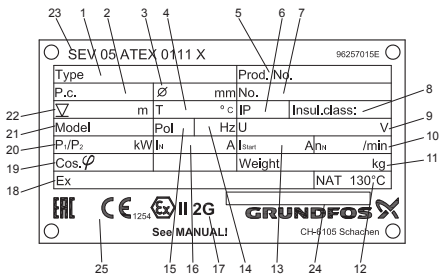 23 1 2 3 4 5 6 7
SEV 05 ATEX 0111 X 96257015E
Type Prod. No.
P.c. Ø mm No.
▽ m T °C IP Insul.class: 8
22
21 Model Pol Hz U V 9
20 P1/P2 kW IN A IStart A nN /min 10
19 Cos.φ Weight kg 11
18 Ex NAT 130°C
EAC CE 1254 Ex II 2G GRUNDFOS X
See MANUAL! CH-6105 Schachen
25 15 16 17 14 13 24 12